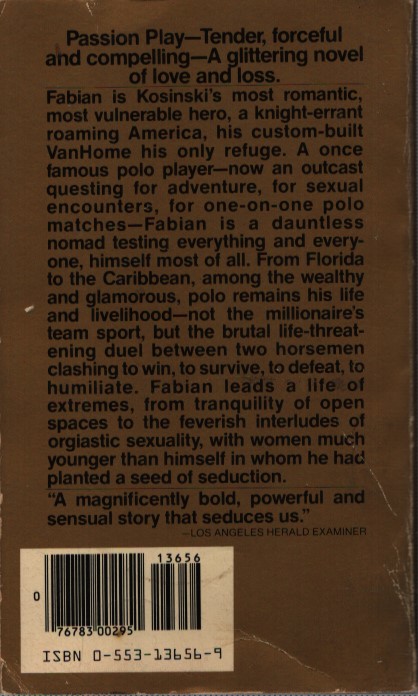 Passion Play—Tender, forceful
and compelling—A glittering novel
of love and loss.
Fabian is Kosinski's most romantic,
most vulnerable hero, a knight-errant
roaming America, his custom-built
VanHome his only refuge. A once
famous polo player—now an outcast
questing for adventure, for sexual
encounters, for one-on-one polo
matches—Fabian is a dauntless
nomad testing everything and every-
one, himself most of all. From Florida
to the Caribbean, among the wealthy
and glamorous, polo remains his life
and livelihood—not the millionaire's
team sport, but the brutal life-threat-
ening duel between two horsemen
clashing to win, to survive, to defeat, to
humiliate. Fabian leads a life of
extremes, from tranquility of open
spaces to the feverish interludes of
orgiastic sexuality, with women much
younger than himself in whom he had
planted a seed of seduction.
"A magnificently bold, powerful and
sensual story that seduces us."
—LOS ANGELES HERALD EXAMINER
13656
0
76783 00295
ISBN 0-553-13656-9